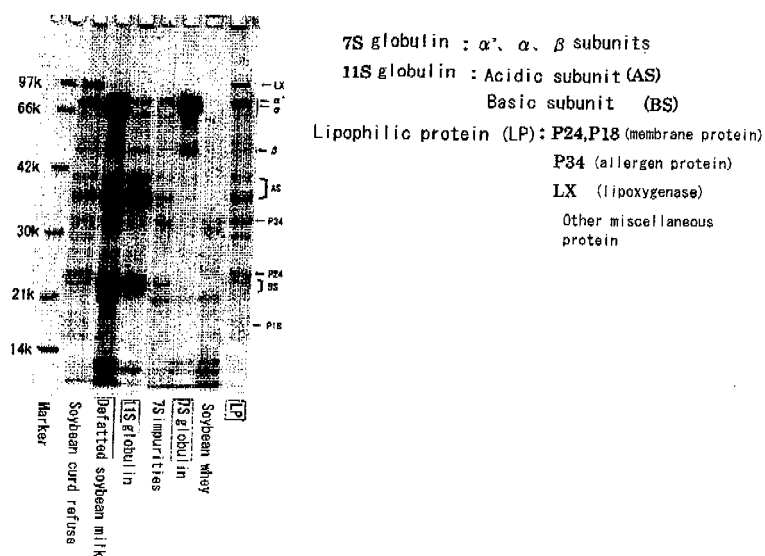 7S globulin : α'、α、β subunits
11S globulin : Acidic subunit (AS)
Basic subunit (BS)
Lipophilic protein (LP) : P24,P18 (membrane protein)
P34 (allergen protein)
LX (lipoxygenase)
Other miscellaneous
protein
97k
66k
42k
30k
21k
14k
LX
α'
α
β
AS
P34
P24
BS
P18
Marker
Soybean curd refuse
Defatted soybean milk
11S globulin
7S impurities
7S globulin
Soybean whey
LP